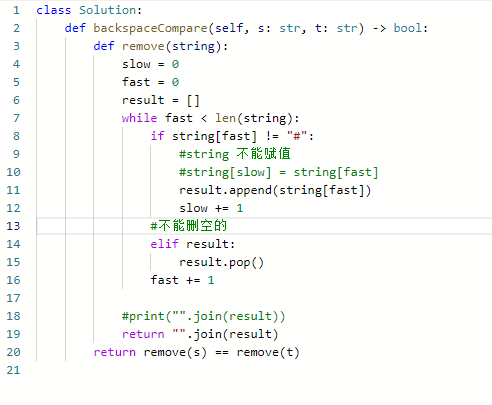 1 class Solution:
2     def backspaceCompare(self, s: str, t: str) -> bool:
3         def remove(string):
4             slow = 0
5             fast = 0
6             result = []
7             while fast < len(string):
8                 if string[fast] != "#":
9                     #string 不能赋值
10                     #string[slow] = string[fast]
11                     result.append(string[fast])
12                     slow += 1
13                 #不能删空的
14                 elif result:
15                     result.pop()
16                 fast += 1
17
18             #print("".join(result))
19             return "".join(result)
20         return remove(s) == remove(t)
21